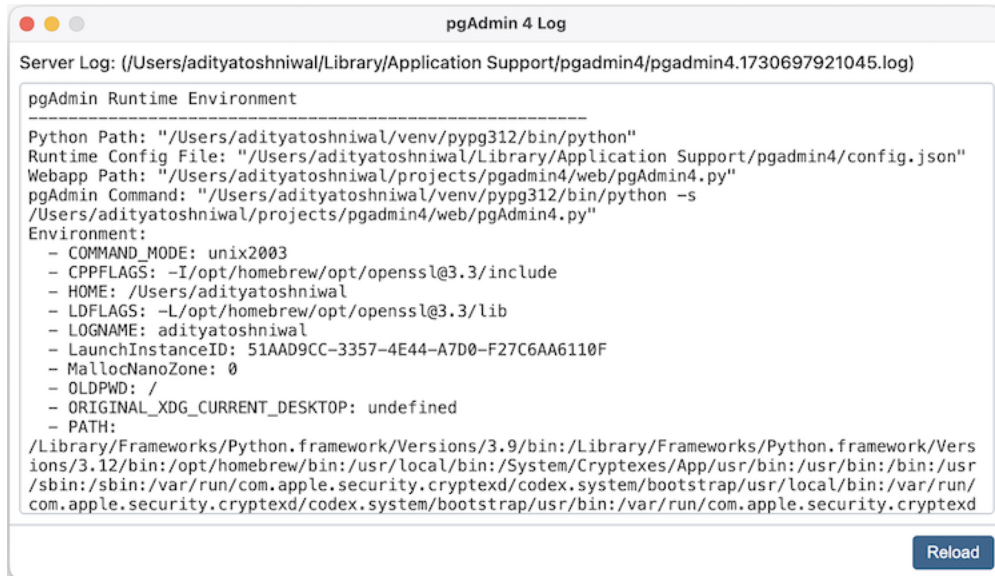 pgAdmin 4 Log
Server Log: (/Users/adityatoshniwal/Library/Application Support/pgadmin4/pgadmin4.1730697921045.log)
pgAdmin Runtime Environment
--------------------------------------------------------
Python Path: "/Users/adityatoshniwal/venv/pypg312/bin/python"
Runtime Config File: "/Users/adityatoshniwal/Library/Application Support/pgadmin4/config.json"
Webapp Path: "/Users/adityatoshniwal/projects/pgadmin4/web/pgAdmin4.py"
pgAdmin Command: "/Users/adityatoshniwal/venv/pypg312/bin/python -s
/Users/adityatoshniwal/projects/pgadmin4/web/pgAdmin4.py"
Environment:
  - COMMAND_MODE: unix2003
  - CPPFLAGS: -I/opt/homebrew/opt/openssl@3.3/include
  - HOME: /Users/adityatoshniwal
  - LDFLAGS: -L/opt/homebrew/opt/openssl@3.3/lib
  - LOGNAME: adityatoshniwal
  - LaunchInstanceID: 51AAD9CC-3357-4E44-A7D0-F27C6AA6110F
  - MallocNanoZone: 0
  - OLDPWD: /
  - ORIGINAL_XDG_CURRENT_DESKTOP: undefined
  - PATH:
/Library/Frameworks/Python.framework/Versions/3.9/bin:/Library/Frameworks/Python.framework/Vers
ions/3.12/bin:/opt/homebrew/bin:/usr/local/bin:/System/Cryptexes/App/usr/bin:/usr/bin:/bin:/usr
/sbin:/sbin:/var/run/com.apple.security.cryptexd/codex.system/bootstrap/usr/local/bin:/var/run/
com.apple.security.cryptexd/codex.system/bootstrap/usr/bin:/var/run/com.apple.security.cryptexd
Reload